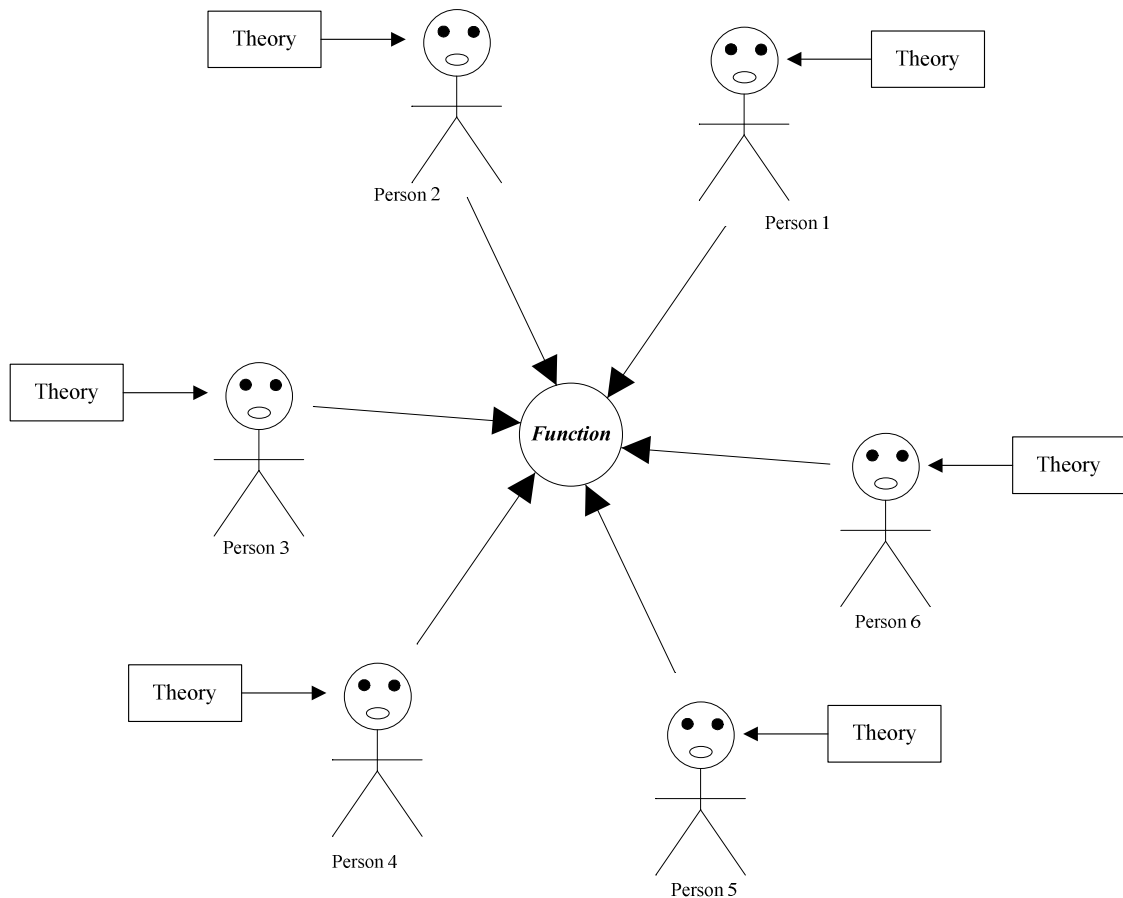 Theory
Theory
Person 2
Person 1
Theory
Function
Theory
Person 3
Person 6
Theory
Theory
Person 4
Person 5